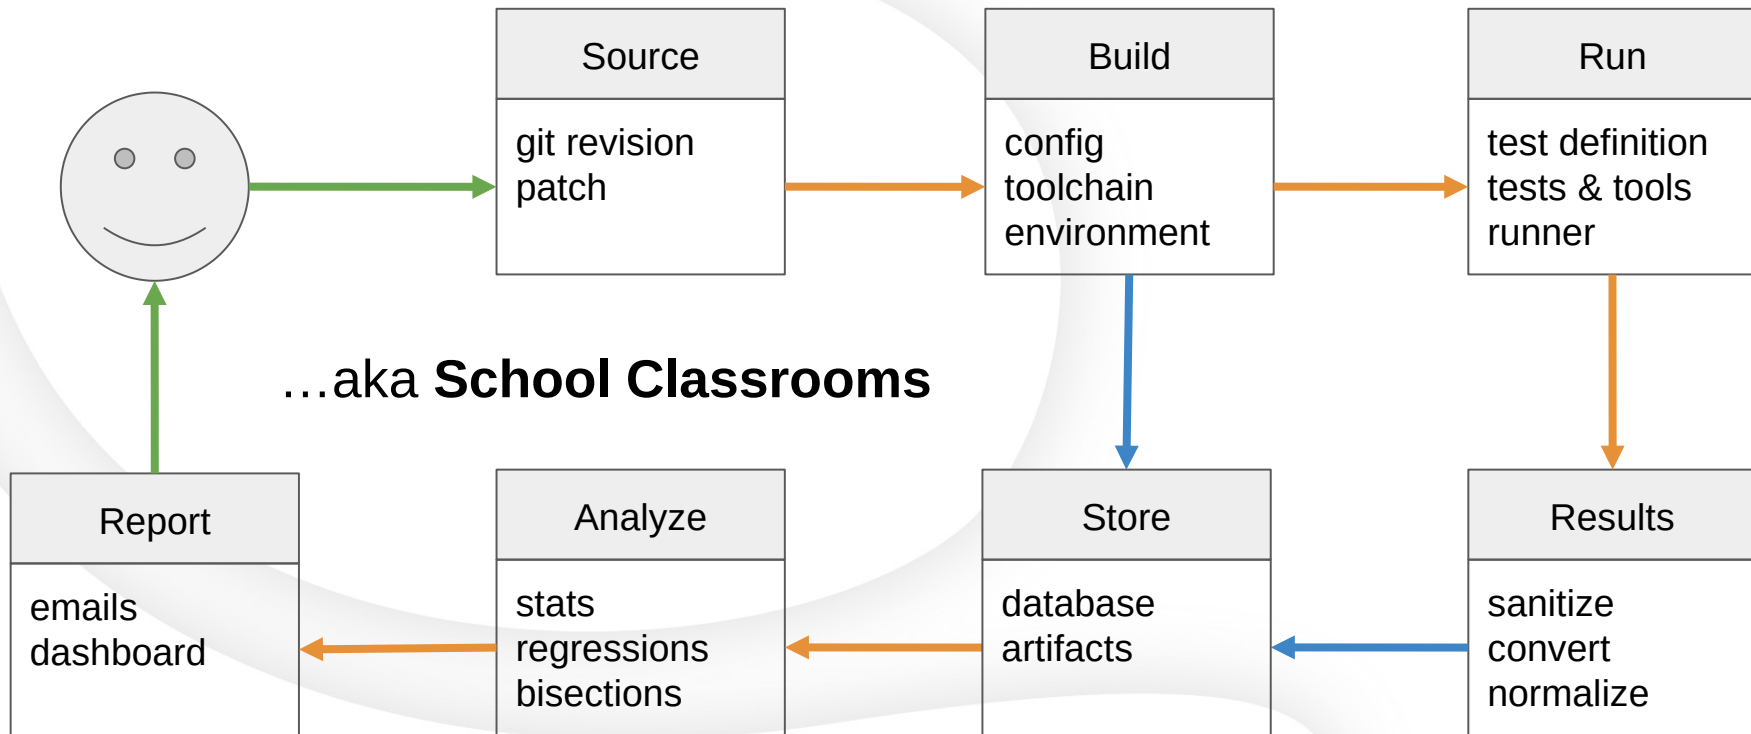 Source
git revision
patch
Build
config
toolchain
environment
Run
test definition
tests & tools
runner
…aka School Classrooms
Report
emails
dashboard
Analyze
stats
regressions
bisections
Store
database
artifacts
Results
sanitize
convert
normalize